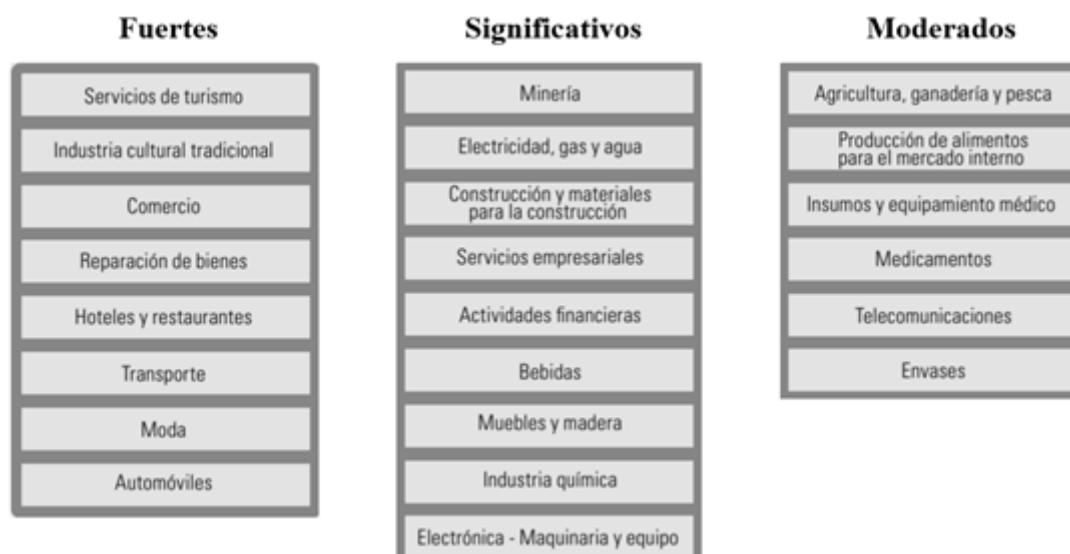 Fuertes
Servicios de turismo
Industria cultural tradicional
Comercio
Reparación de bienes
Hoteles y restaurantes
Transporte
Moda
Automóviles
Significativos
Minería
Electricidad, gas y agua
Construcción y materiales
para la construcción
Servicios empresariales
Actividades financieras
Bebidas
Muebles y madera
Industria química
Electrónica - Maquinaria y equipo
Moderados
Agricultura, ganadería y pesca
Producción de alimentos
para el mercado interno
Insumos y equipamiento médico
Medicamentos
Telecomunicaciones
Envases